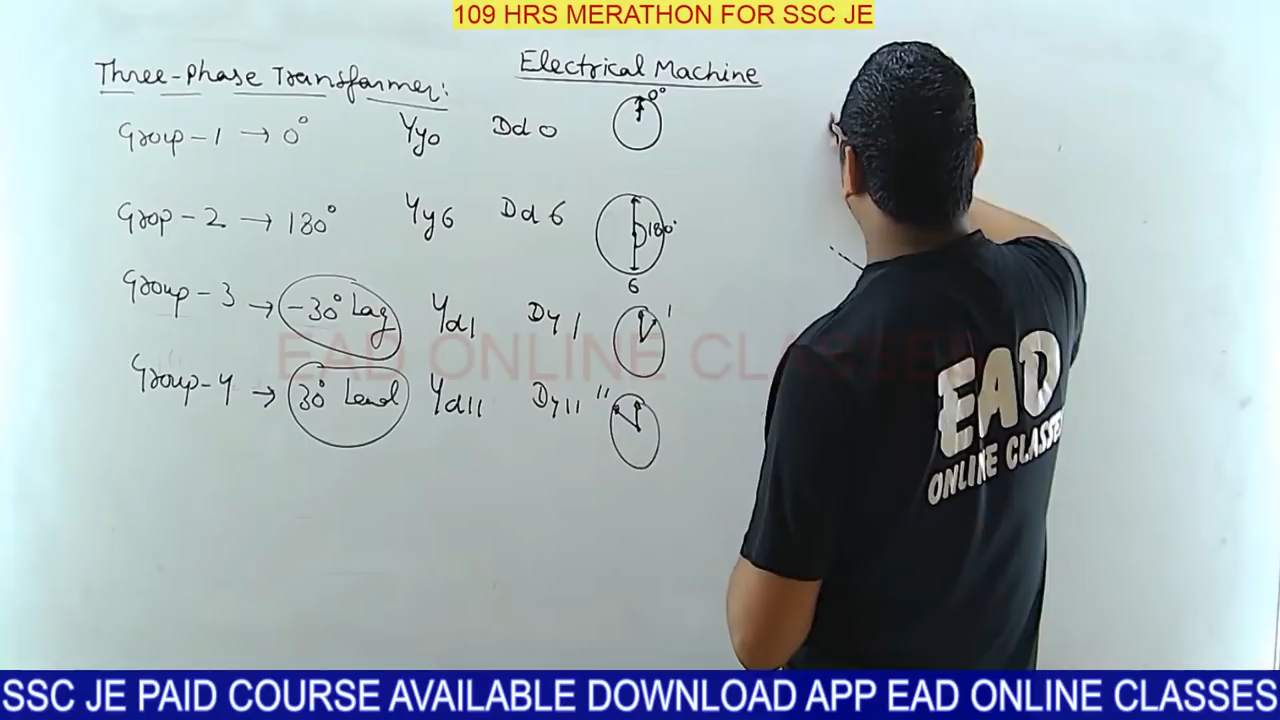 109 HRS MERATHON FOR SSC JE
Electrical Machine
Three-Phase Transformer:
Group-1 → 0° Yy0 Dd0 0°
Grop-2 → 180° Yy6 Dd6 180°
6
Group-3 → -30° Lag Yd1 Dy1 1
EAD ONLINE CLASSES
Group-4 → 30° Lead Yd11 Dy11 11
EAD
ONLINE CLASSES
SSC JE PAID COURSE AVAILABLE DOWNLOAD APP EAD ONLINE CLASSES